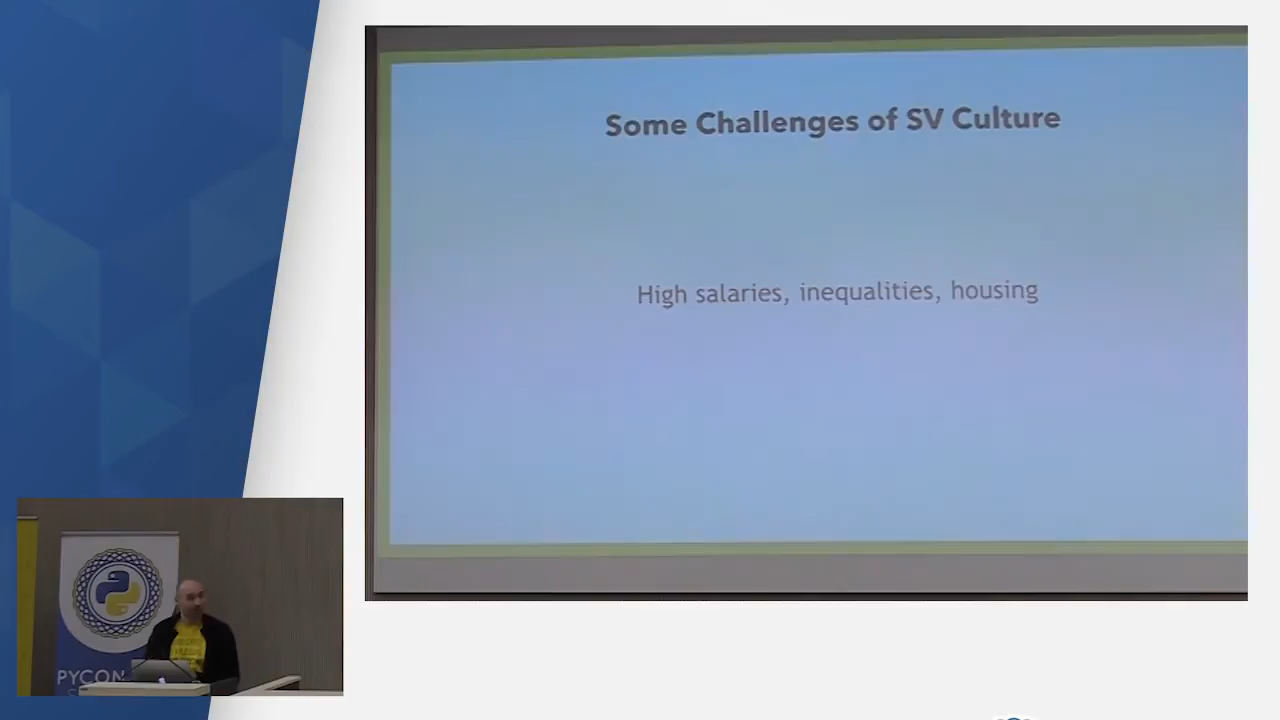 Some Challenges of SV Culture
High salaries, inequalities, housing
PYCON